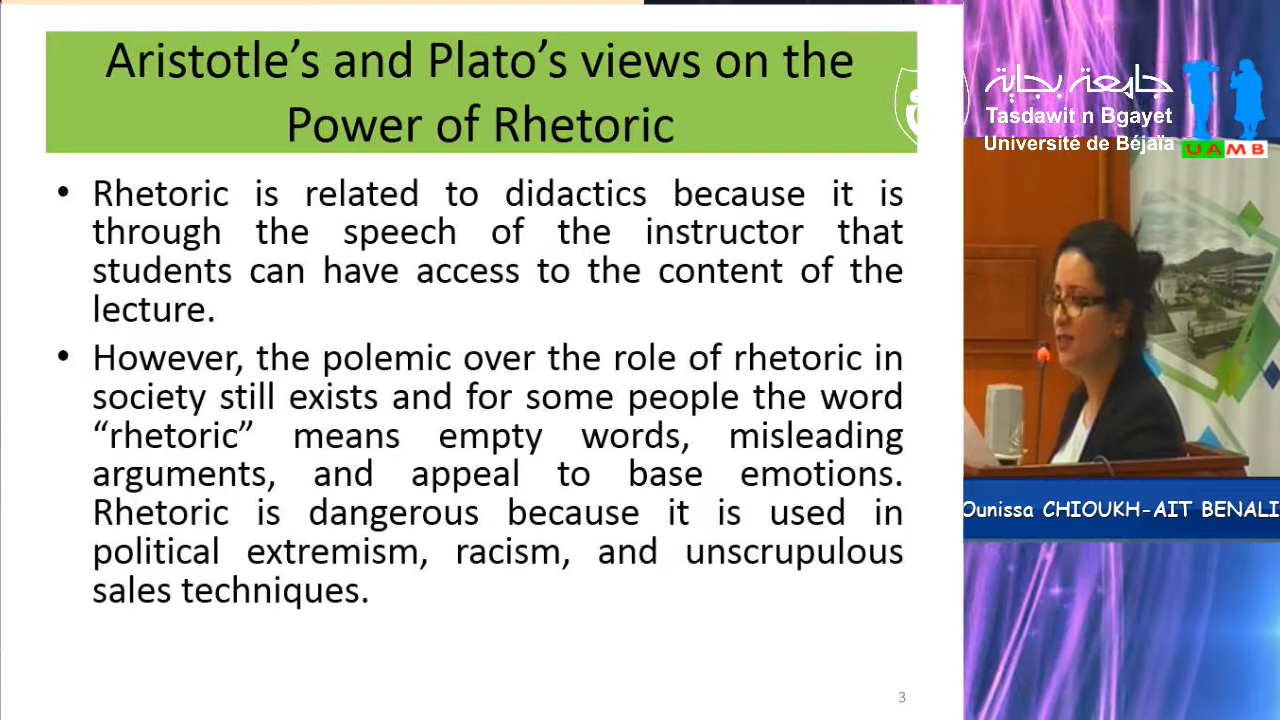 Aristotle’s and Plato’s views on the
Power of Rhetoric
• Rhetoric is related to didactics because it is
through the speech of the instructor that
students can have access to the content of the
lecture.
• However, the polemic over the role of rhetoric in
society still exists and for some people the word
“rhetoric” means empty words, misleading
arguments, and appeal to base emotions.
Rhetoric is dangerous because it is used in
political extremism, racism, and unscrupulous
sales techniques.
3
جامعة بجاية
Tasdawit n Bgayet
Université de Béjaïa
UAMB
Ounissa CHIOUKH-AIT BENALI